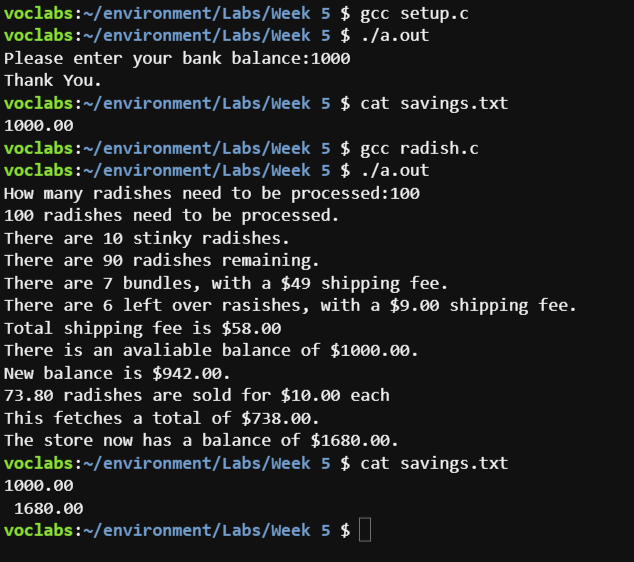 voclabs:~/environment/Labs/Week 5 $ gcc setup.c
voclabs:~/environment/Labs/Week 5 $ ./a.out
Please enter your bank balance:1000
Thank You.
voclabs:~/environment/Labs/Week 5 $ cat savings.txt
1000.00
voclabs:~/environment/Labs/Week 5 $ gcc radish.c
voclabs:~/environment/Labs/Week 5 $ ./a.out
How many radishes need to be processed:100
100 radishes need to be processed.
There are 10 stinky radishes.
There are 90 radishes remaining.
There are 7 bundles, with a $49 shipping fee.
There are 6 left over rasishes, with a $9.00 shipping fee.
Total shipping fee is $58.00
There is an avaliable balance of $1000.00.
New balance is $942.00.
73.80 radishes are sold for $10.00 each
This fetches a total of $738.00.
The store now has a balance of $1680.00.
voclabs:~/environment/Labs/Week 5 $ cat savings.txt
1000.00
 1680.00
voclabs:~/environment/Labs/Week 5 $